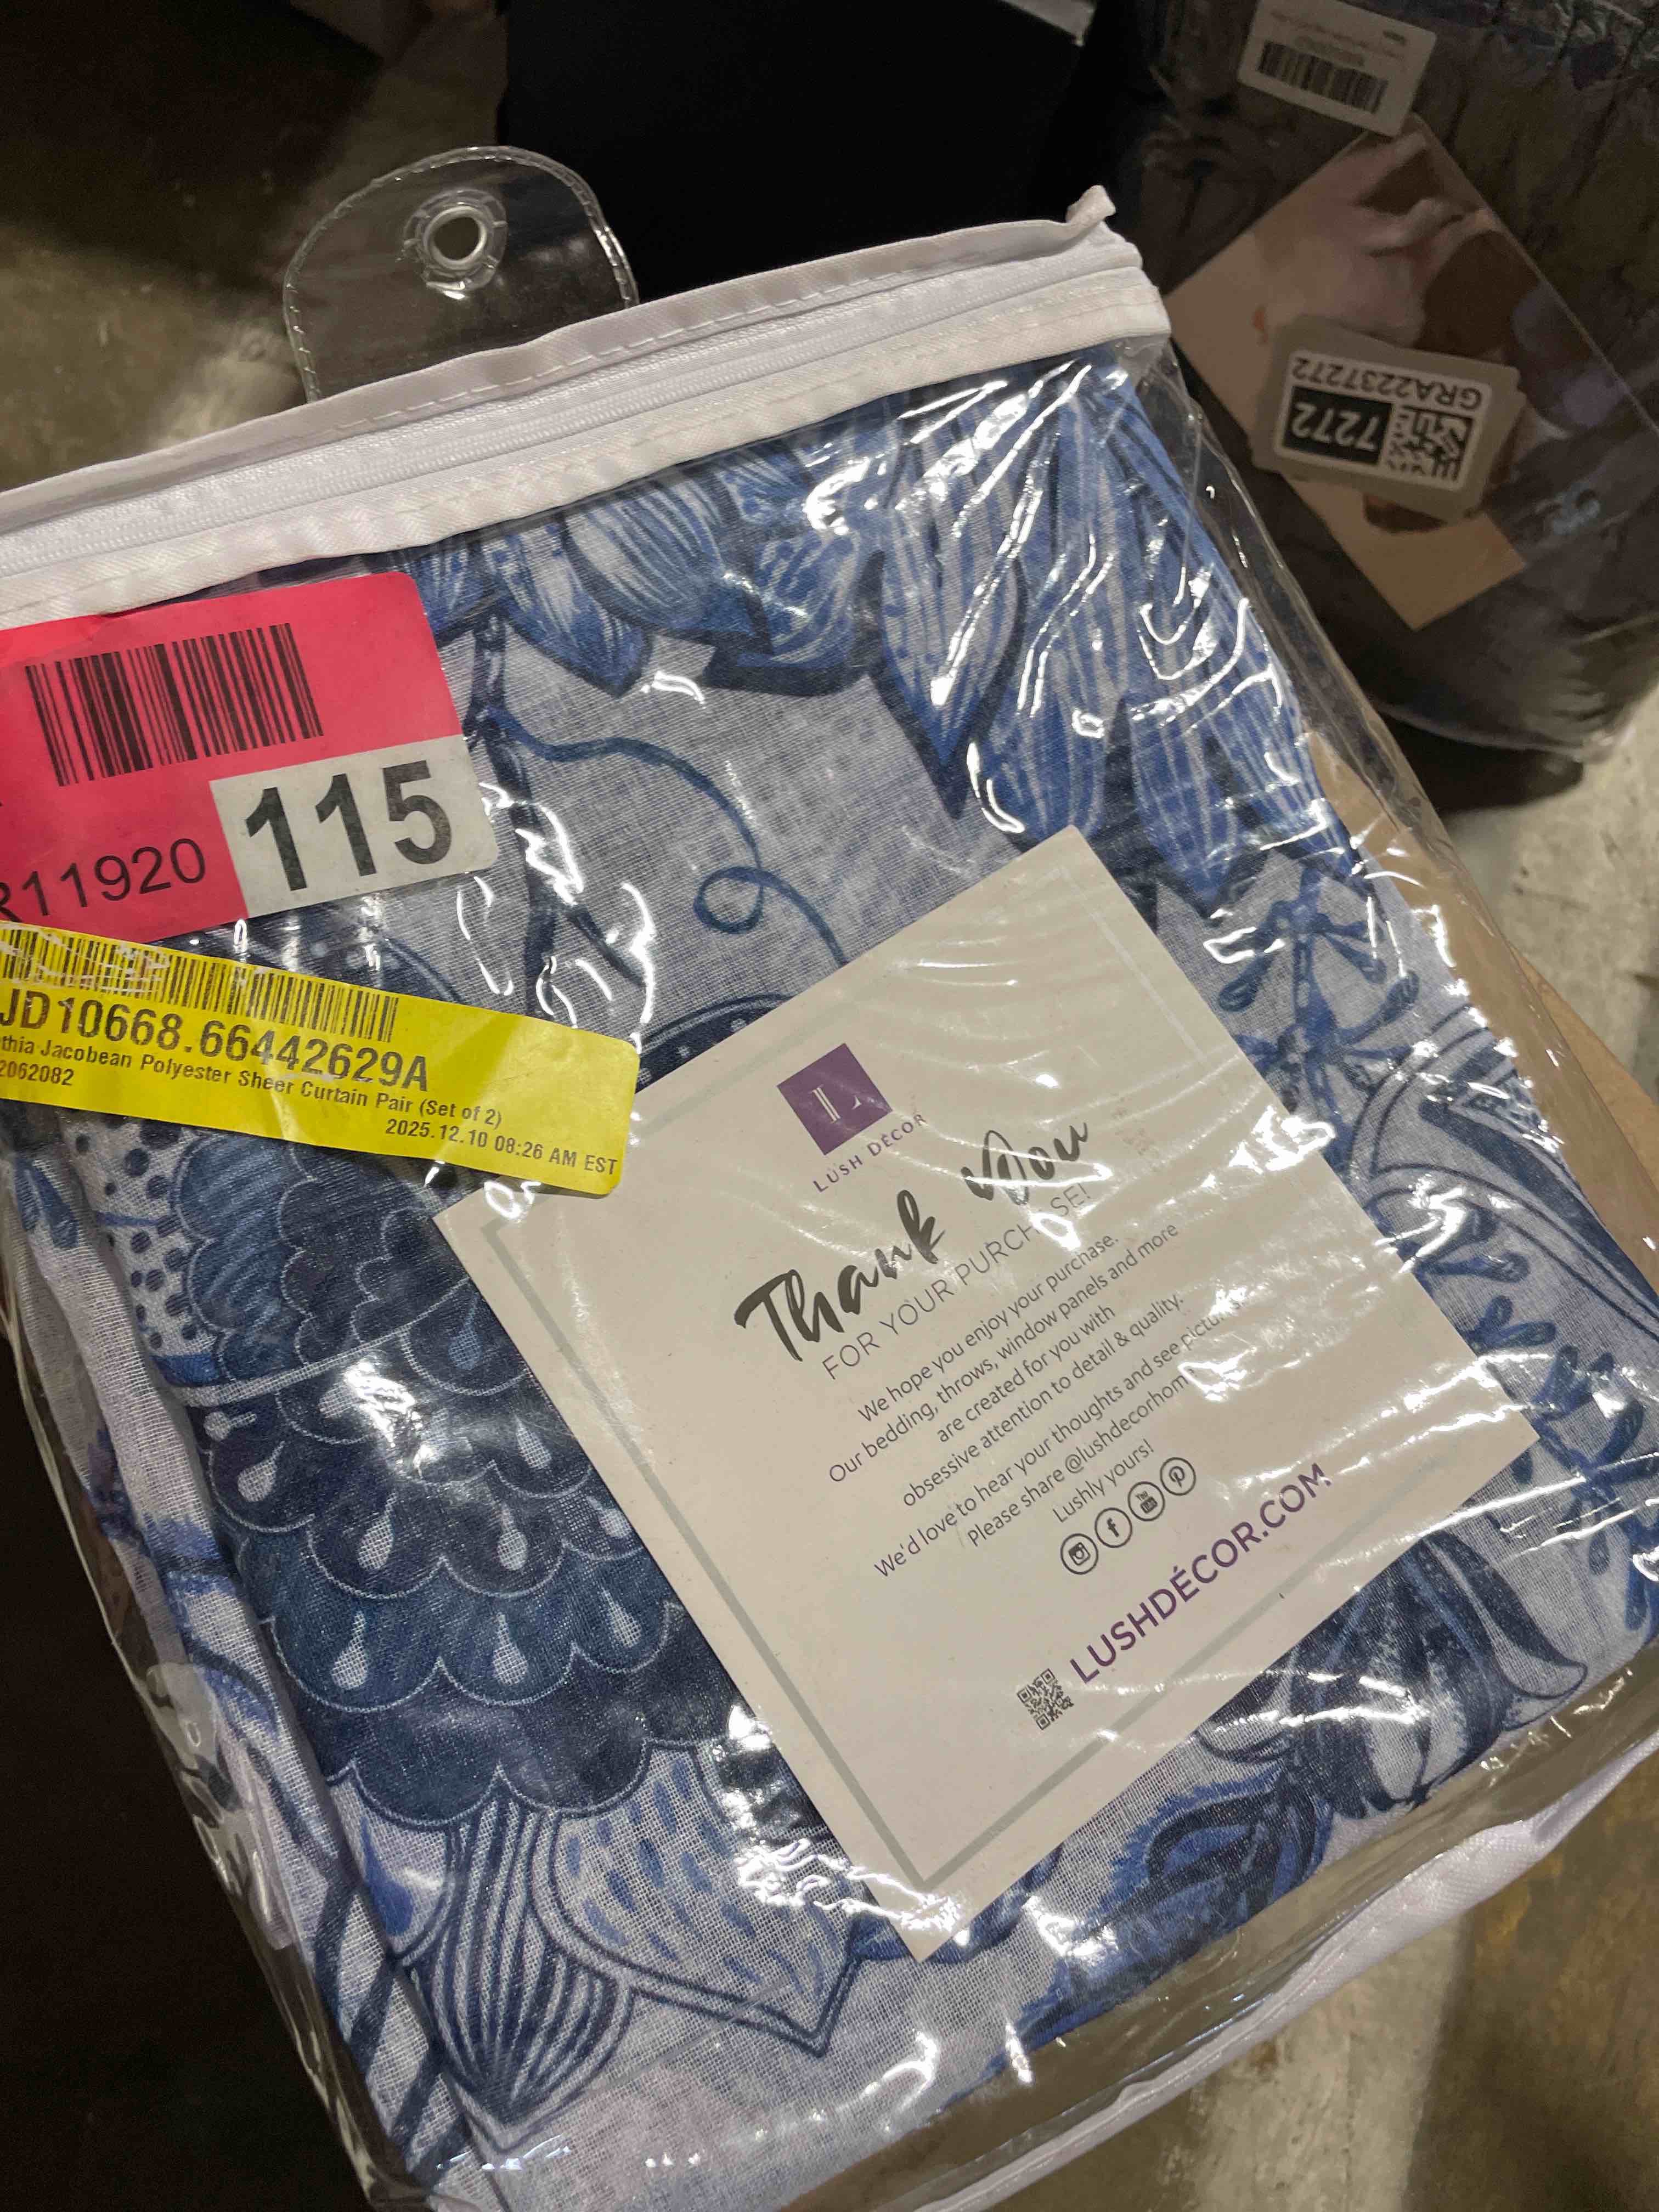 7272
GRA2237272
115
11920
JD10668.66442629A
thia Jacobean Polyester Sheer Curtain Pair (Set of 2)
2062082
2025.12.10 08:26 AM EST
L
LUSH DÉCOR
Thank You
FOR YOUR PURCHASE!
We hope you enjoy your purchase.
Our bedding, throws, window panels and more
are created for you with
obsessive attention to detail & quality.
We'd love to hear your thoughts and see pictures!
Please share @lushdecorhom
Lushly yours!
LUSHDÉCOR.COM